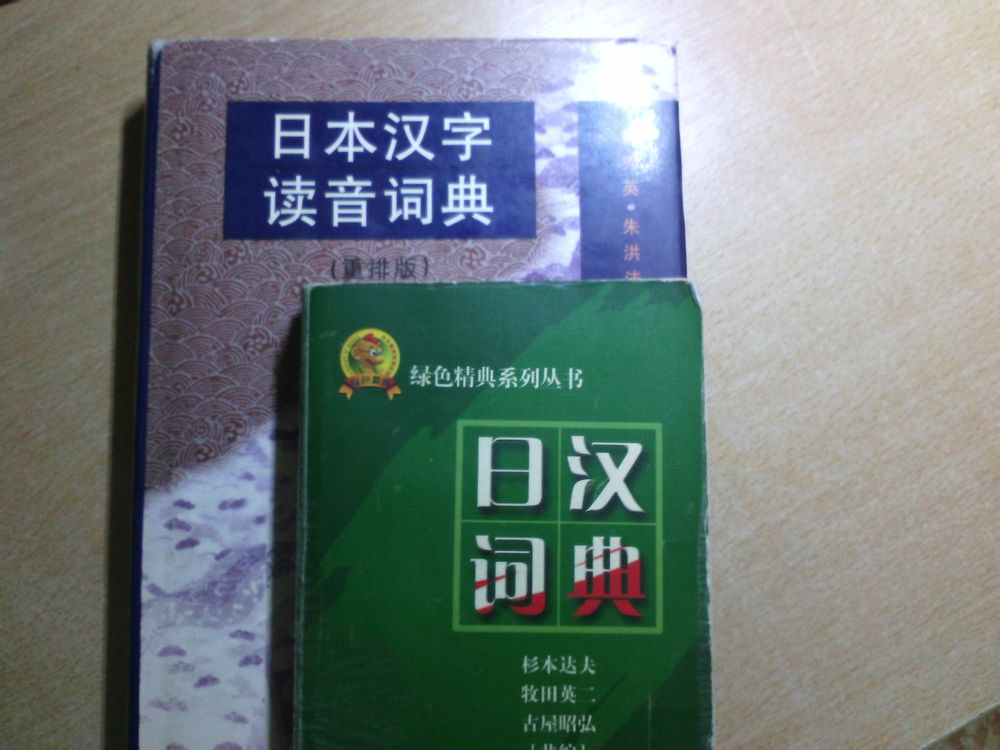 日本汉字
读音词典
(重排版)
英·朱洪
绿色精典系列丛书
日汉
词典
杉本达夫
牧田英二
古屋昭弘